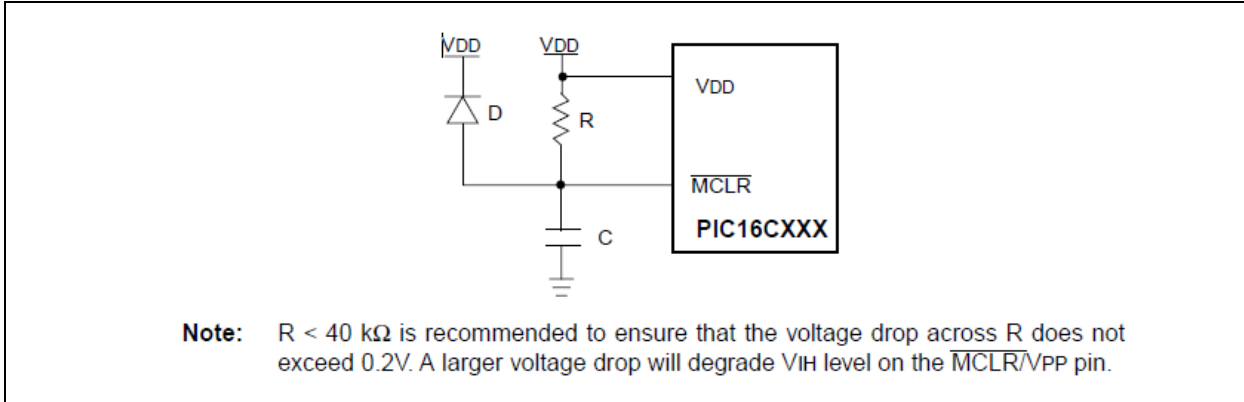 VDD VDD
VDD
D
R
MCLR
PIC16CXXX
C
Note: R < 40 kΩ is recommended to ensure that the voltage drop across R does not
exceed 0.2V. A larger voltage drop will degrade VIH level on the MCLR/VPP pin.